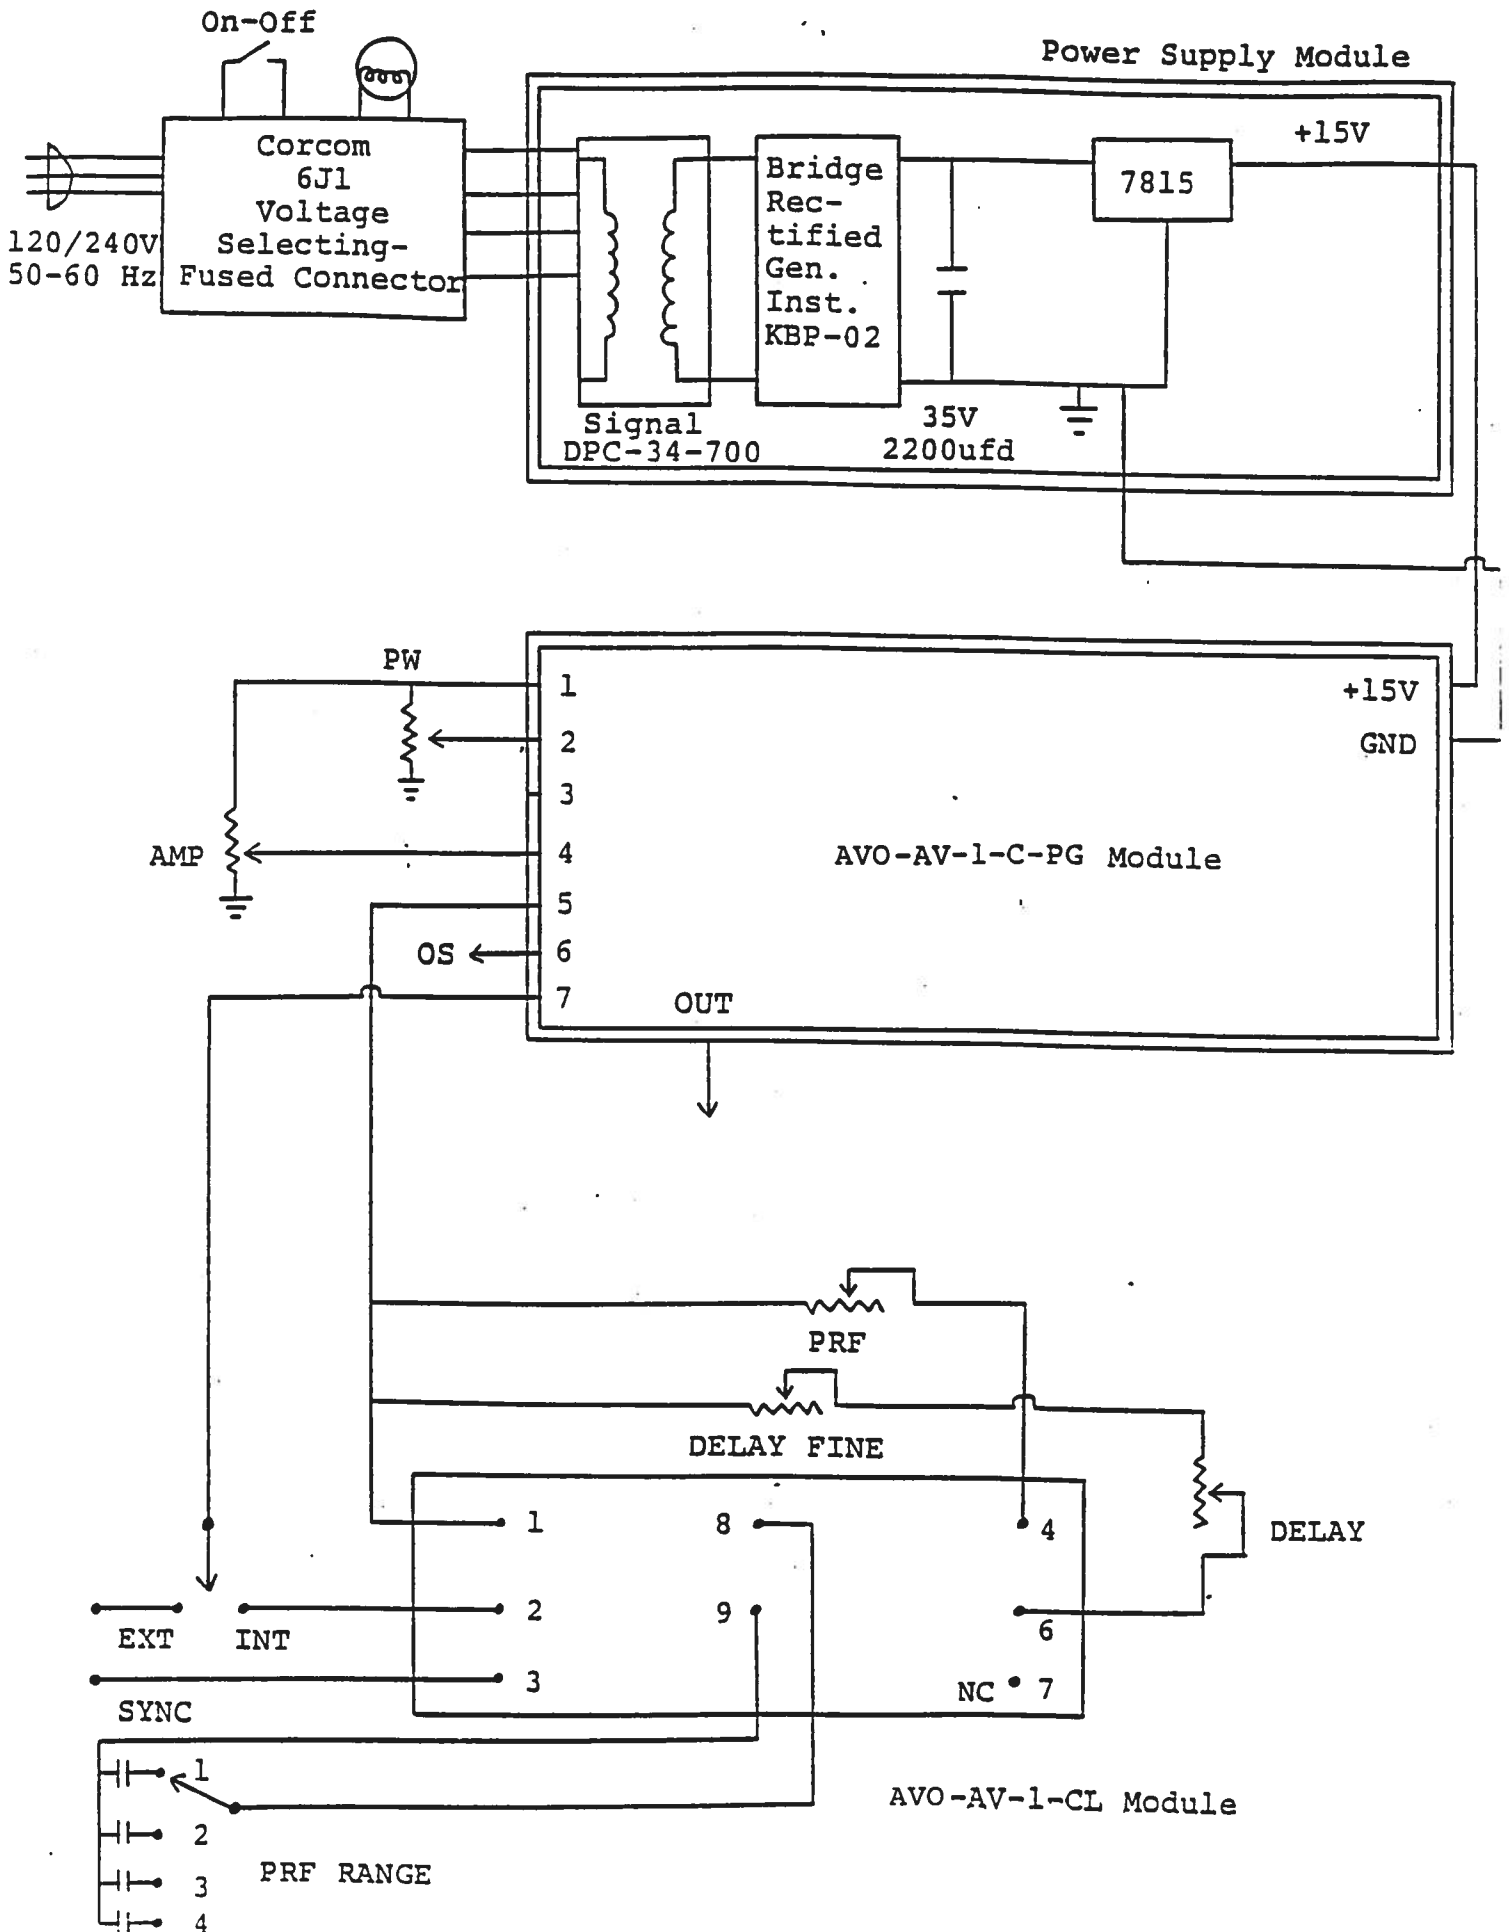 On-Off
Power Supply Module
Corcom
6J1
Voltage
Selecting-
Fused Connector
120/240V
50-60 Hz
Bridge
Rec-
tified
Gen.
Inst.
KBP-02
7815
+15V
Signal
DPC-34-700
35V
2200ufd
PW
1
2
3
4
5
6
7
AMP
OS
OUT
+15V
GND
AVO-AV-1-C-PG Module
PRF
DELAY FINE
DELAY
1
8
4
2
9
6
3
NC
7
EXT
INT
SYNC
AVO-AV-1-CL Module
1
2
3
4
PRF RANGE